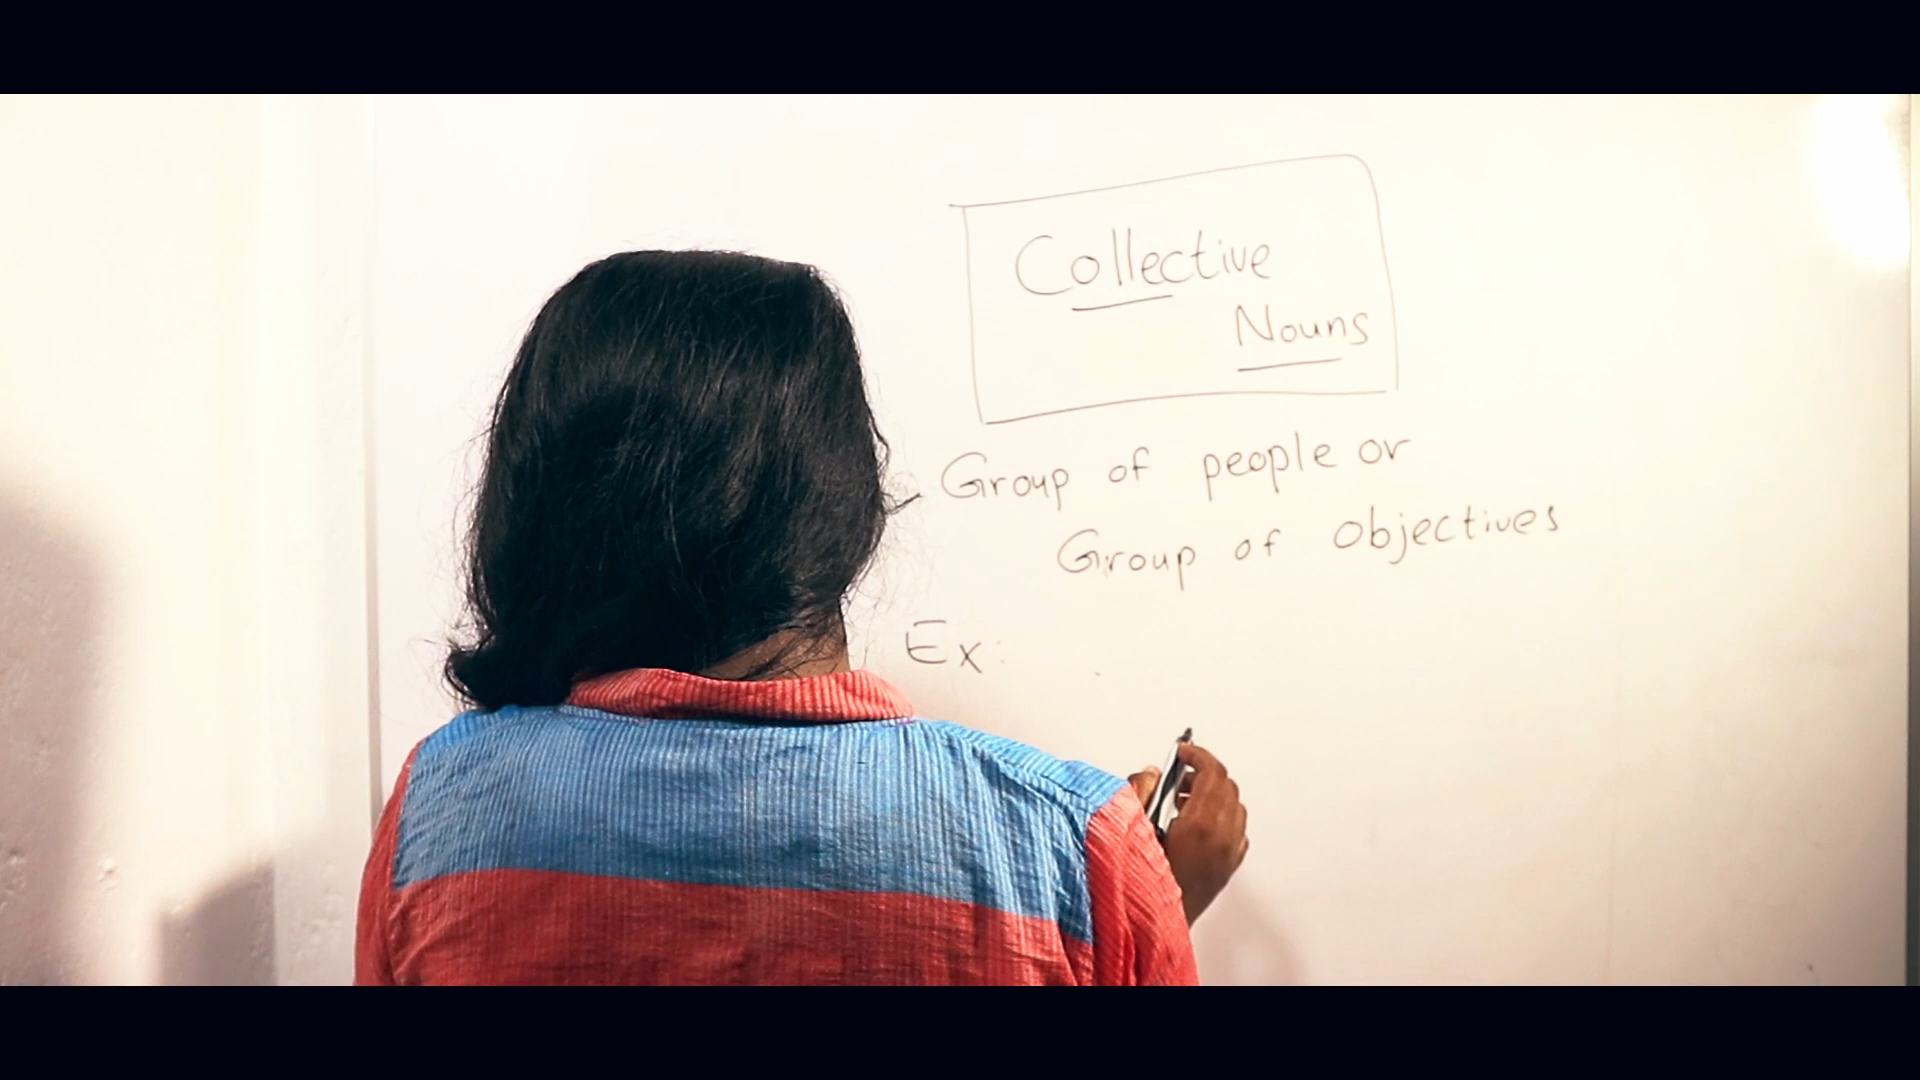 Collective
Nouns
Group of people or
Group of objectives
Ex: